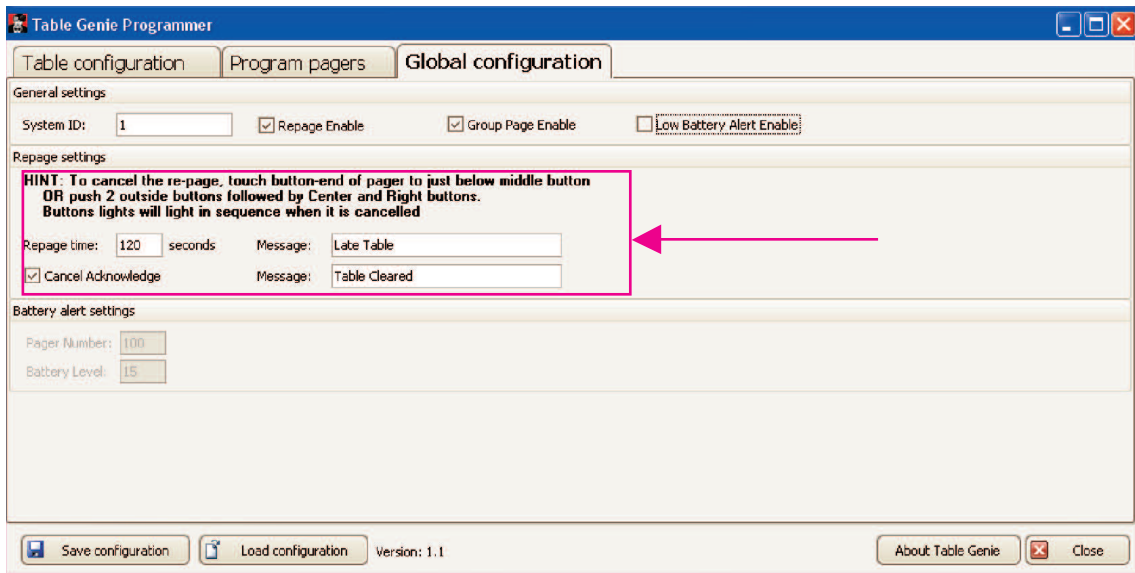 Table Genie Programmer
Table configuration Program pagers Global configuration
General settings
System ID: 1 Repage Enable Group Page Enable Low Battery Alert Enable
Repage settings
HINT: To cancel the re-page, touch button-end of pager to just below middle button
OR push 2 outside buttons followed by Center and Right buttons.
Buttons lights will light in sequence when it is cancelled
Repage time: 120 seconds Message: Late Table
Cancel Acknowledge Message: Table Cleared
Battery alert settings
Pager Number: 100
Battery Level: 15
Save configuration Load configuration Version: 1.1 About Table Genie Close